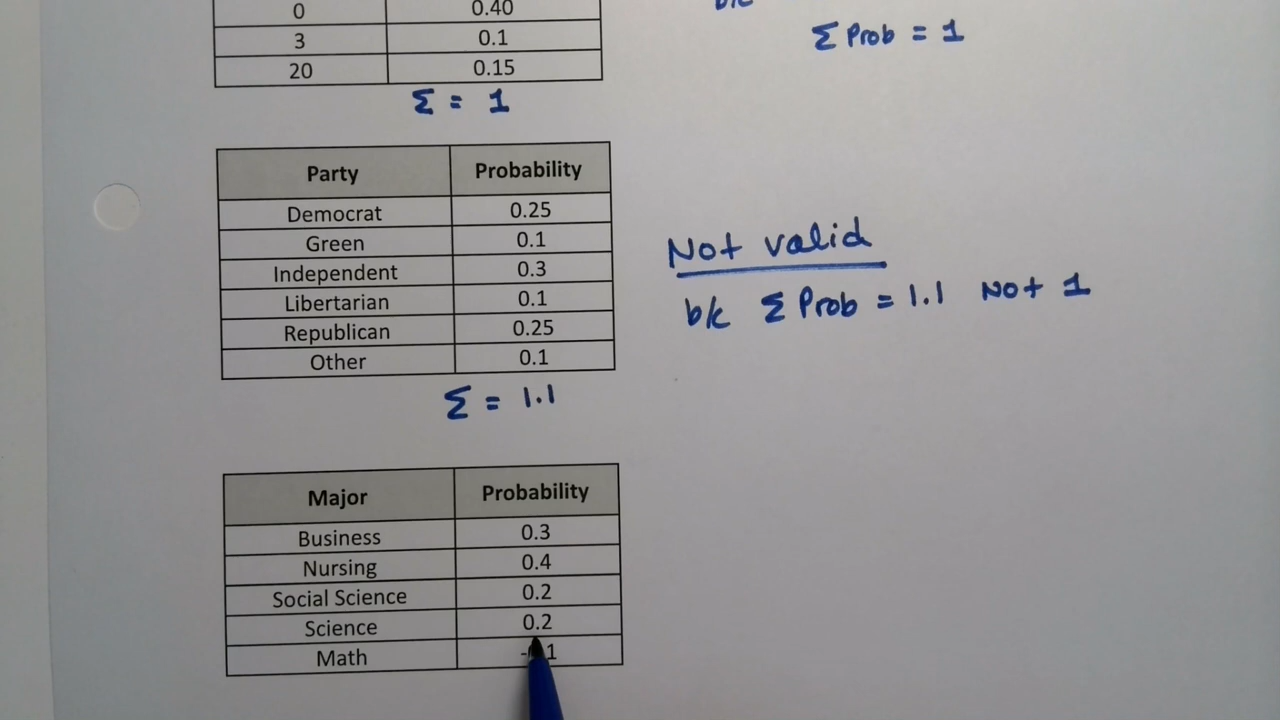 0 0.40
3 0.1
20 0.15
Σ = 1
Σ Prob = 1
Party Probability
Democrat 0.25
Green 0.1
Independent 0.3
Libertarian 0.1
Republican 0.25
Other 0.1
Σ = 1.1
Not valid
b/c Σ Prob = 1.1 Not 1
Major Probability
Business 0.3
Nursing 0.4
Social Science 0.2
Science 0.2
Math